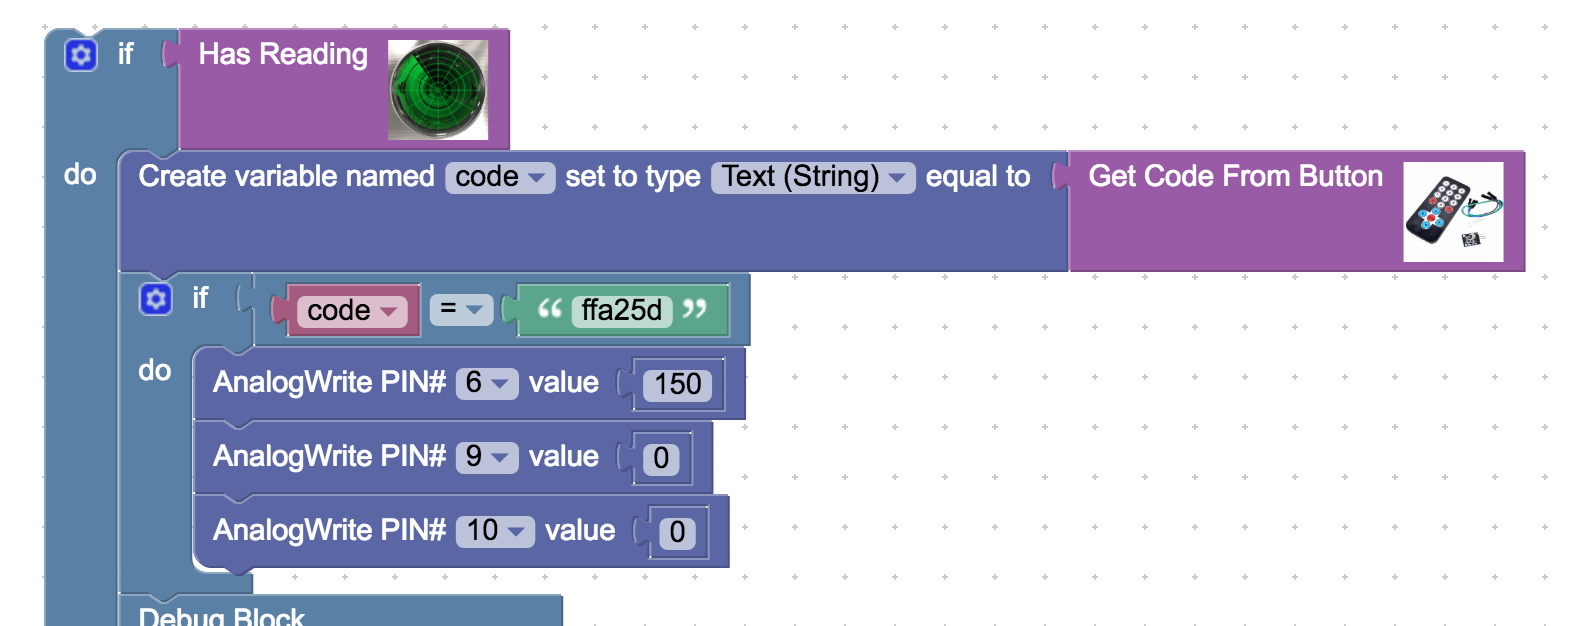 if Has Reading
do Create variable named code set to type Text (String) equal to Get Code From Button
if code = “ ffa25d ”
do AnalogWrite PIN# 6 value 150
AnalogWrite PIN# 9 value 0
AnalogWrite PIN# 10 value 0
Debug Block